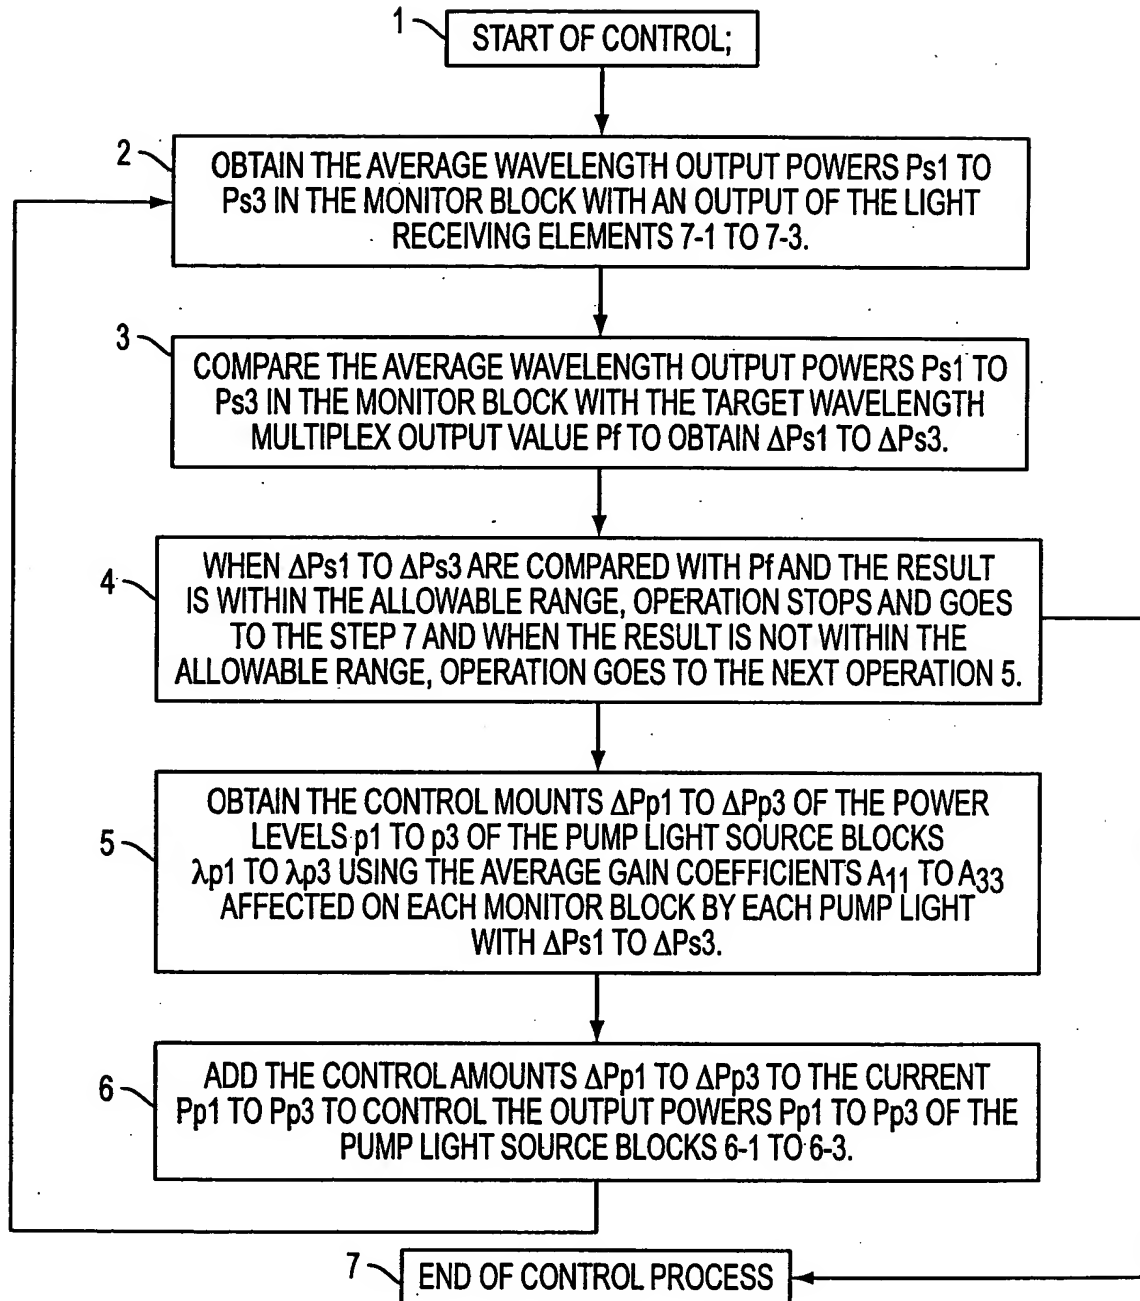 1
START OF CONTROL;
2
OBTAIN THE AVERAGE WAVELENGTH OUTPUT POWERS Ps1 TO
Ps3 IN THE MONITOR BLOCK WITH AN OUTPUT OF THE LIGHT
RECEIVING ELEMENTS 7-1 TO 7-3.
3
COMPARE THE AVERAGE WAVELENGTH OUTPUT POWERS Ps1 TO
Ps3 IN THE MONITOR BLOCK WITH THE TARGET WAVELENGTH
MULTIPLEX OUTPUT VALUE Pf TO OBTAIN ΔPs1 TO ΔPs3.
4
WHEN ΔPs1 TO ΔPs3 ARE COMPARED WITH Pf AND THE RESULT
IS WITHIN THE ALLOWABLE RANGE, OPERATION STOPS AND GOES
TO THE STEP 7 AND WHEN THE RESULT IS NOT WITHIN THE
ALLOWABLE RANGE, OPERATION GOES TO THE NEXT OPERATION 5.
5
OBTAIN THE CONTROL MOUNTS ΔPp1 TO ΔPp3 OF THE POWER
LEVELS p1 TO p3 OF THE PUMP LIGHT SOURCE BLOCKS
λp1 TO λp3 USING THE AVERAGE GAIN COEFFICIENTS A11 TO A33
AFFECTED ON EACH MONITOR BLOCK BY EACH PUMP LIGHT
WITH ΔPs1 TO ΔPs3.
6
ADD THE CONTROL AMOUNTS ΔPp1 TO ΔPp3 TO THE CURRENT
Pp1 TO Pp3 TO CONTROL THE OUTPUT POWERS Pp1 TO Pp3 OF THE
PUMP LIGHT SOURCE BLOCKS 6-1 TO 6-3.
7
END OF CONTROL PROCESS